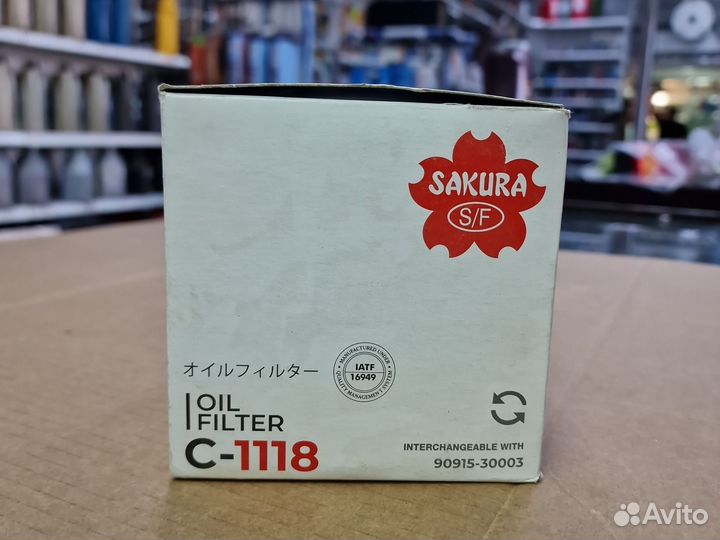 SAKURA
S/F
オイルフィルター
MANUFACTURED UNDER
IATF
16949
QUALITY MANAGEMENT SYSTEM
OIL
FILTER
C-1118
INTERCHANGEABLE WITH
90915-30003
Avito